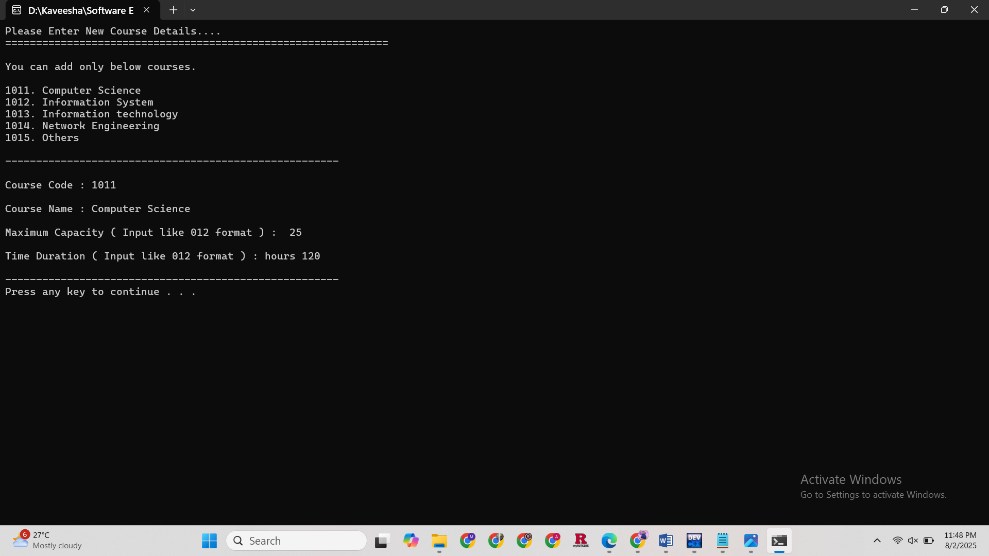 D:\Kaveesha\Software E
Please Enter New Course Details....
==============================================================
You can add only below courses.
1011. Computer Science
1012. Information System
1013. Information technology
1014. Network Engineering
1015. Others
------------------------------------------------------
Course Code : 1011
Course Name : Computer Science
Maximum Capacity ( Input like 012 format ) :  25
Time Duration ( Input like 012 format ) : hours 120
------------------------------------------------------
Press any key to continue . . .
Activate Windows
Go to Settings to activate Windows.
6
27°C
Mostly cloudy
Search
DEV
11:48 PM
8/2/2025